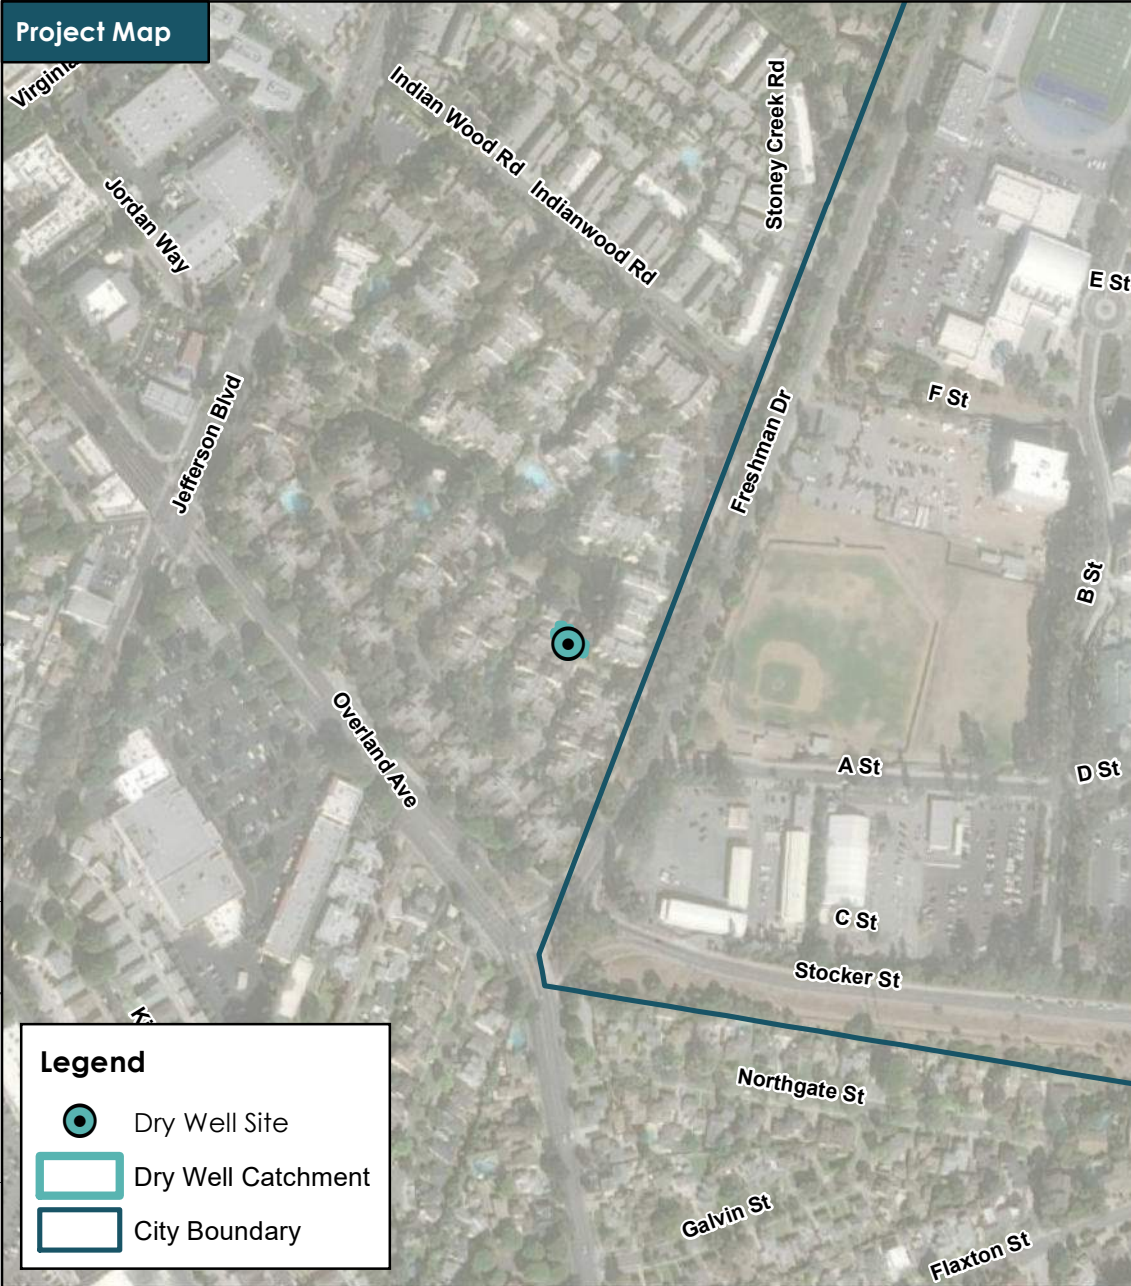 Project Map
Indian Wood Rd
Stoney Creek Rd
Jordan Way
Indianwood Rd
E St
Jefferson Blvd
Freshman Dr
F St
B St
Overland Ave
A St
D St
C St
Stocker St
Northgate St
Galvin St
Flaxton St
Legend
Dry Well Site
Dry Well Catchment
City Boundary